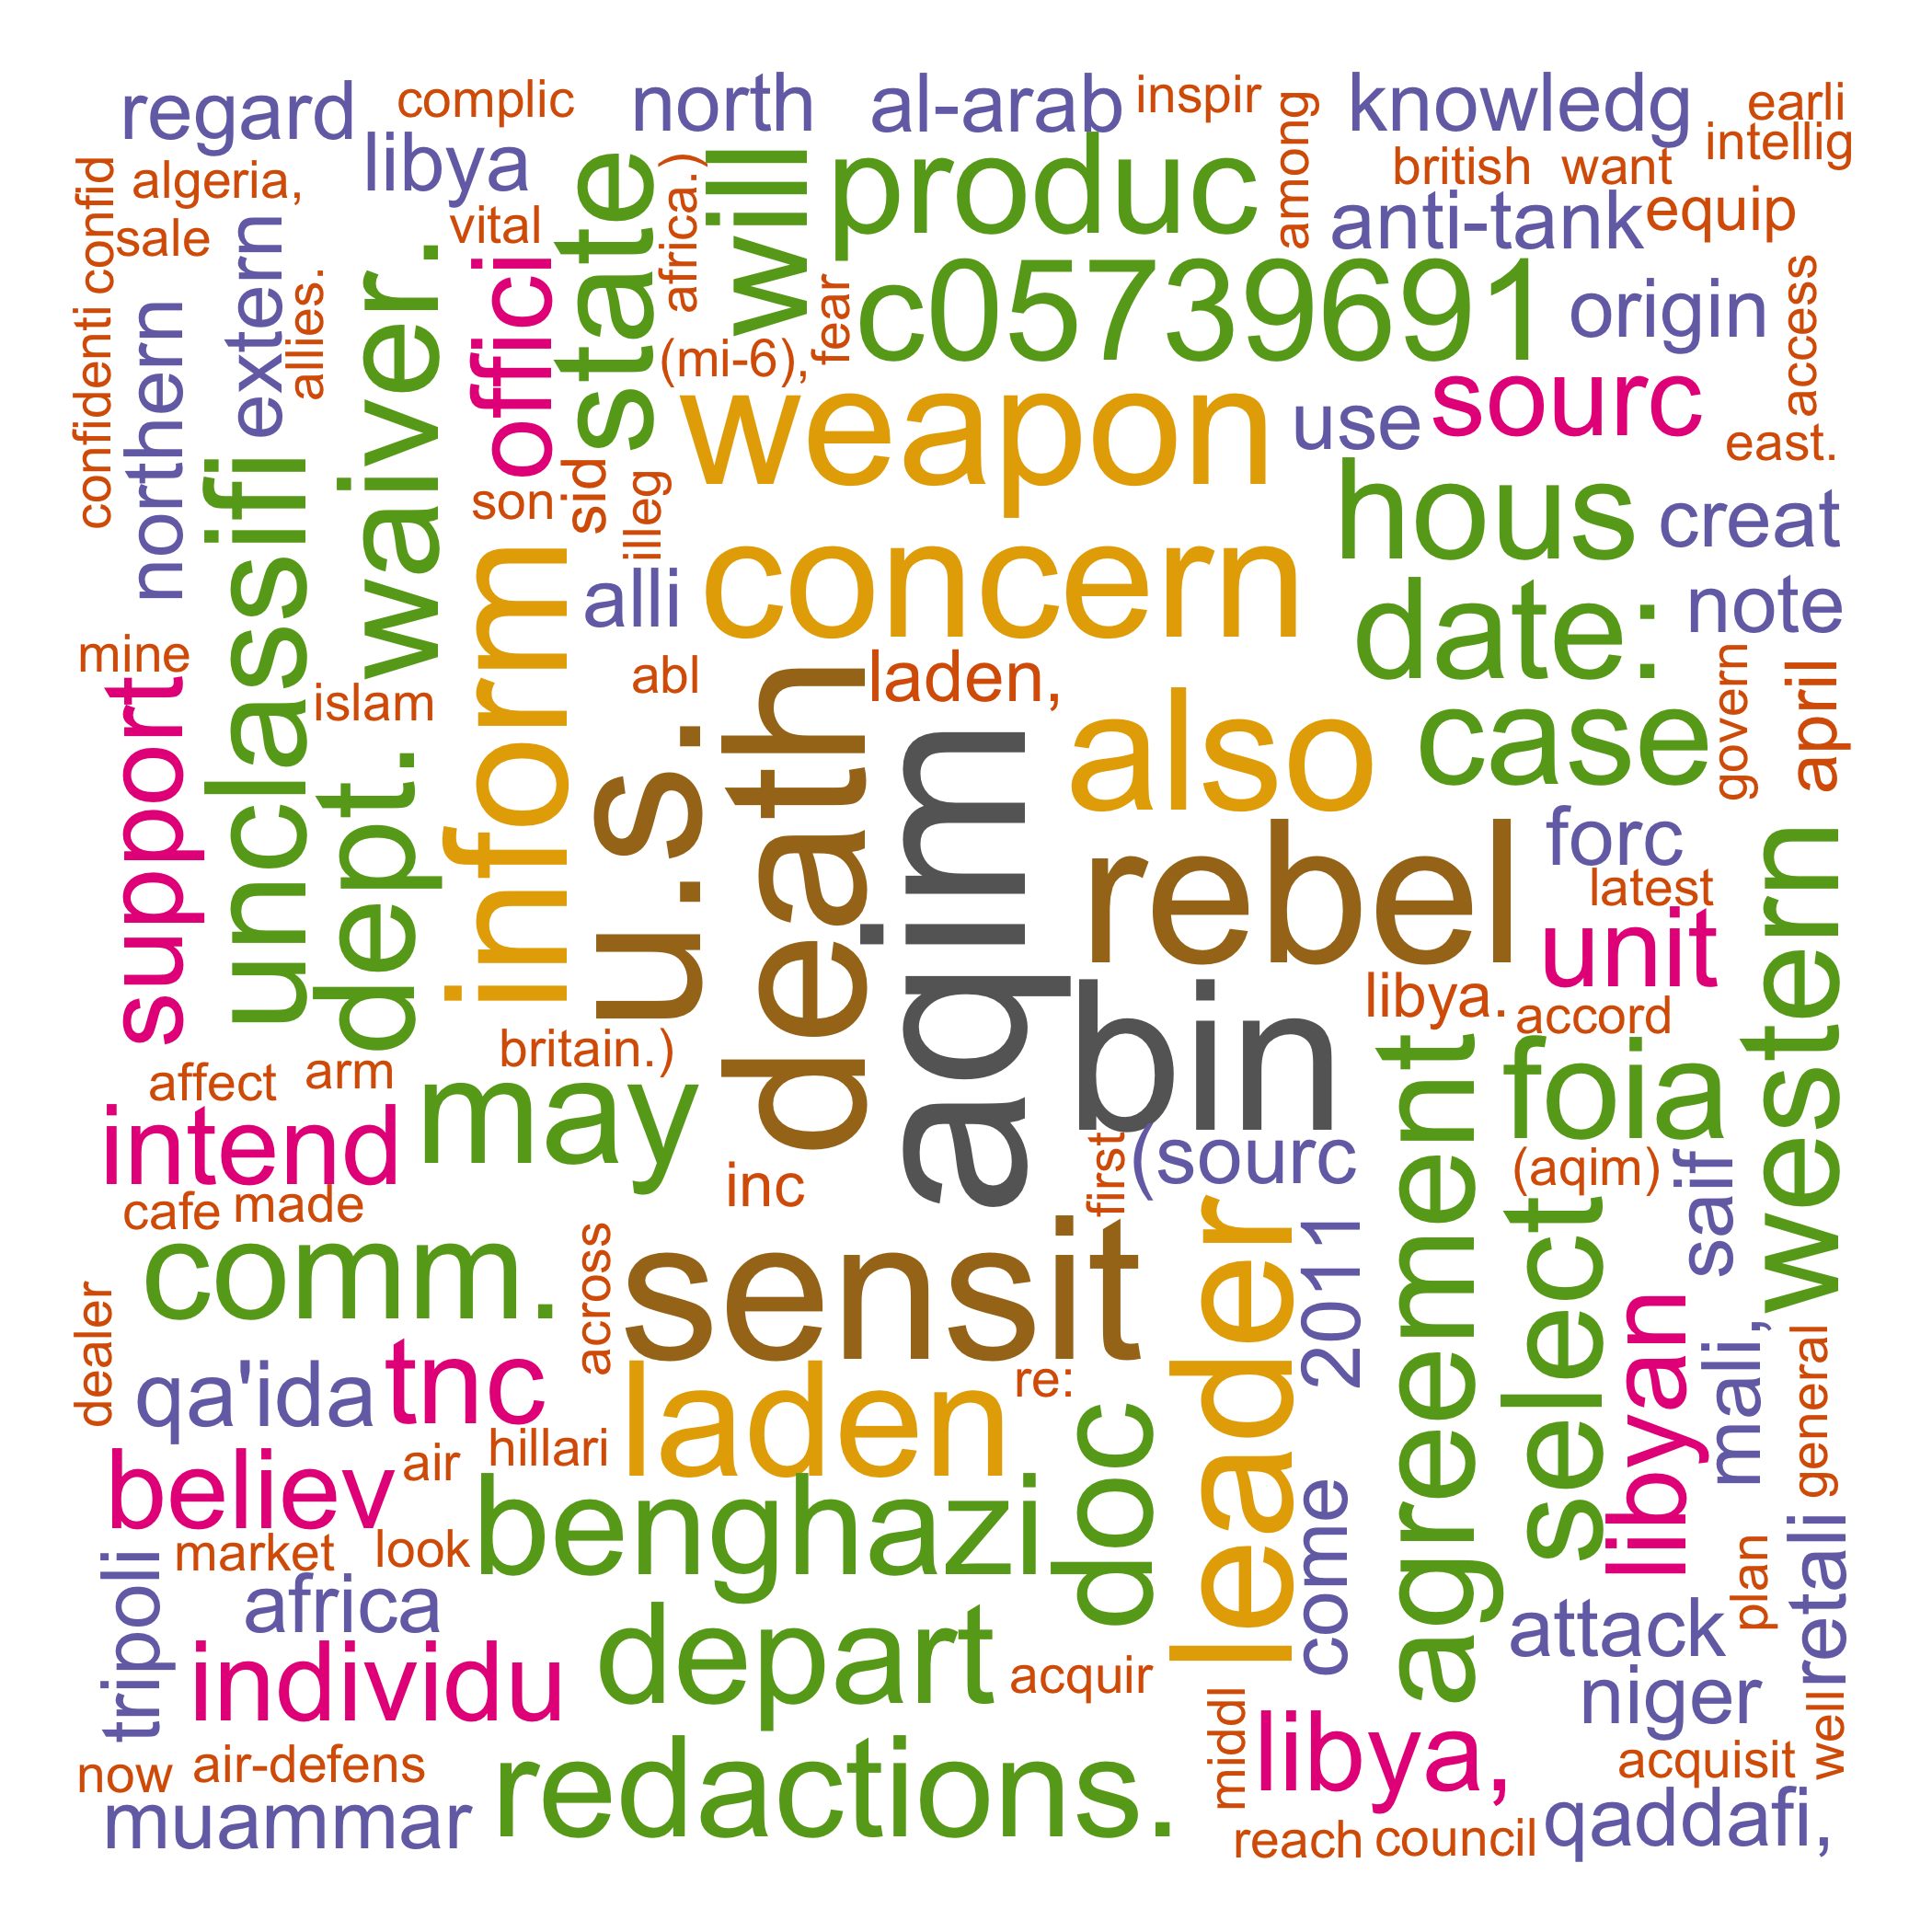 regard
complic
north
al-arab
inspir
knowledg
earli
intellig
algeria,
libya
state
will
produc
among
british
want
confid
sale
vital
africa.)
anti-tank
equip
northern
extern
allies.
waiver.
offici
(mi-6),
fear
c05739691
origin
access
confidenti
weapon
use
sourc
east.
son
sid
illeg
hous
creat
unclassifi
inform
alli
concern
date:
note
mine
islam
abl
laden,
also
case
govern
april
support
dept.
u.s.
death
aqim
rebel
forc
latest
unit
western
britain.)
bin
libya.
accord
affect
arm
may
agreement
foia
intend
inc
first
(sourc
(aqim)
saif
cafe
made
comm.
across
sensit
leader
2011
select
libyan
mali,
dealer
qa'ida
tnc
laden
re:
doc
general
believ
air
hillari
benghazi
come
market
look
tripoli
africa
depart
attack
plan
retali
individu
acquir
niger
now
air-defens
redactions.
middl
libya,
acquisit
well
muammar
reach
council
qaddafi,